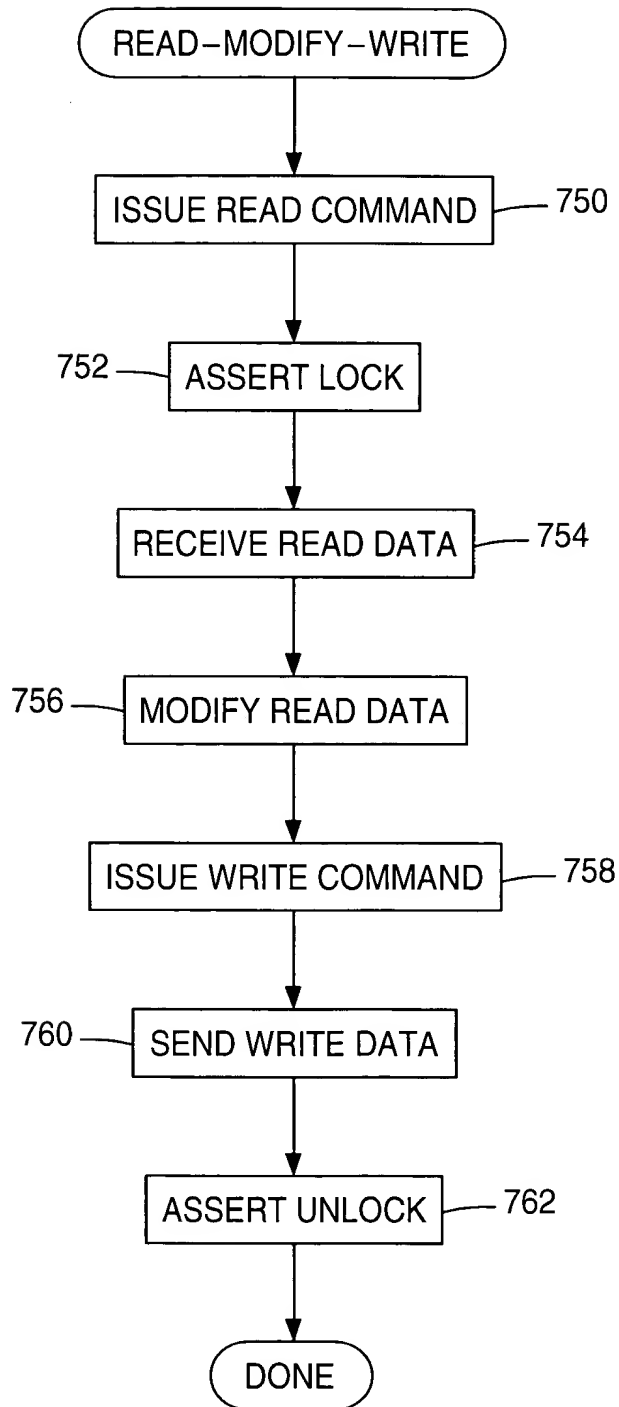 READ-MODIFY-WRITE
ISSUE READ COMMAND
750
752
ASSERT LOCK
RECEIVE READ DATA
754
756
MODIFY READ DATA
ISSUE WRITE COMMAND
758
760
SEND WRITE DATA
ASSERT UNLOCK
762
DONE